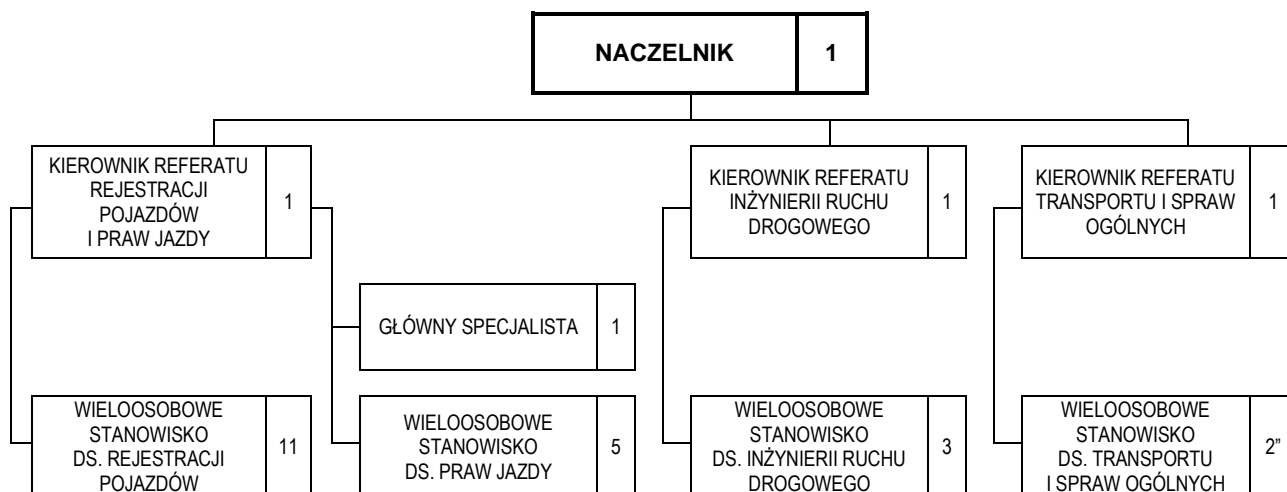 NACZELNIK 1
KIEROWNIK REFERATU
REJESTRACJI
POJAZDÓW
I PRAW JAZDY
1
KIEROWNIK REFERATU
INŻYNIERII RUCHU
DROGOWEGO
1
KIEROWNIK REFERATU
TRANSPORTU I SPRAW
OGÓLNYCH
1
GŁÓWNY SPECJALISTA 1
WIELOOSOBOWE
STANOWISKO
DS. REJESTRACJI
POJAZDÓW
11
WIELOOSOBOWE
STANOWISKO
DS. PRAW JAZDY
5
WIELOOSOBOWE
STANOWISKO
DS. INŻYNIERII RUCHU
DROGOWEGO
3
WIELOOSOBOWE
STANOWISKO
DS. TRANSPORTU
I SPRAW OGÓLNYCH
2”